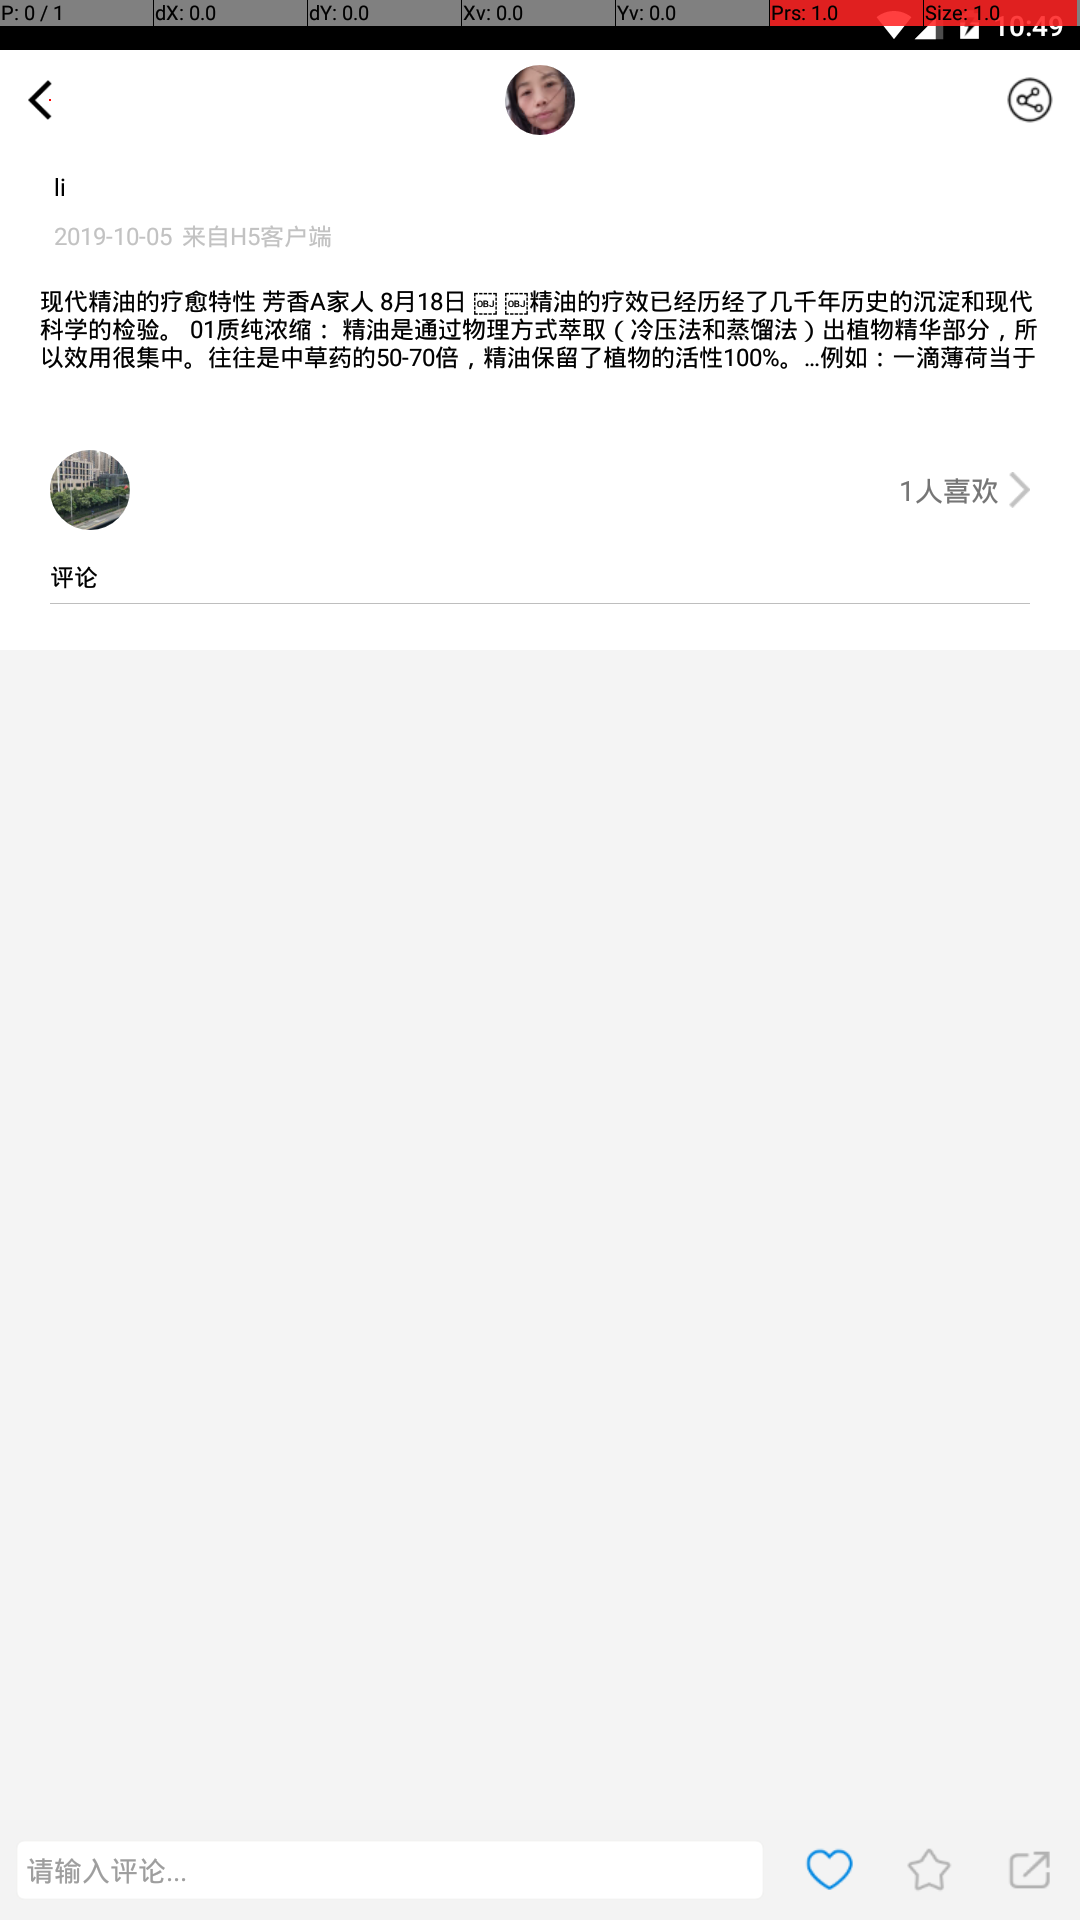 P: 0 / 1 dX: 0.0 dY: 0.0 Xv: 0.0 Yv: 0.0 Prs: 1.0 Size: 1.0
10:49
li
2019-10-05 来自H5客户端
现代精油的疗愈特性 芳香A家人 8月18日 OBJ OBJ精油的疗效已经历经了几千年历史的沉淀和现代
科学的检验。 01质纯浓缩： 精油是通过物理方式萃取（冷压法和蒸馏法）出植物精华部分，所
以效用很集中。往往是中草药的50-70倍，精油保留了植物的活性100%。...例如：一滴薄荷当于
1人喜欢
评论
请输入评论...